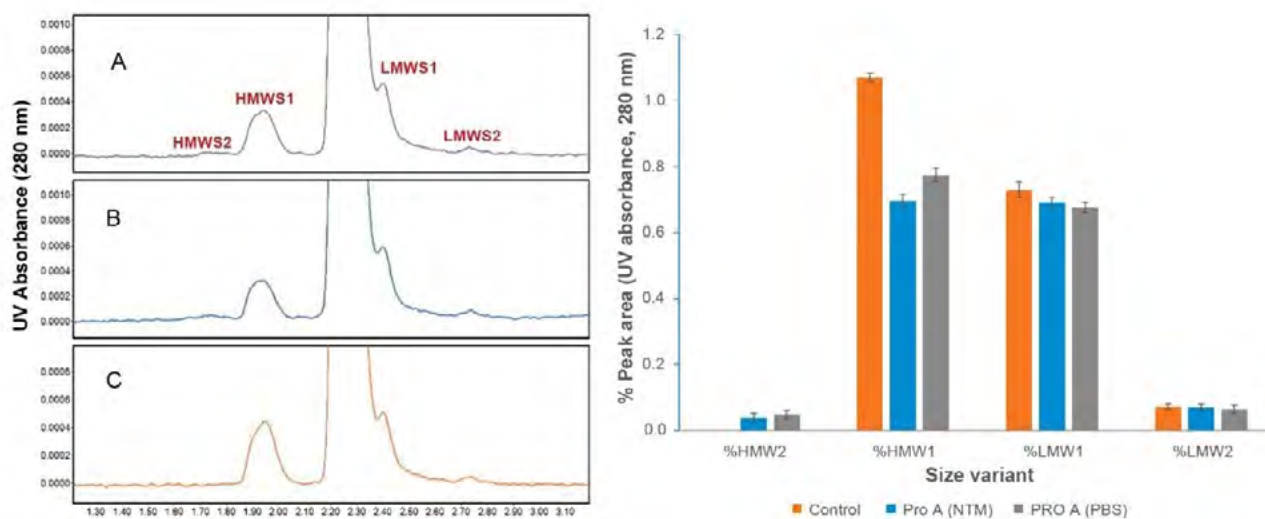 UV Absorbance (280 nm)
A
0.0010
0.0008
0.0006
0.0004
0.0002
0.0000
HMWS2
HMWS1
LMWS1
LMWS2
B
0.0010
0.0008
0.0006
0.0004
0.0002
0.0000
C
0.0008
0.0006
0.0004
0.0002
0.0000
1.30 1.40 1.50 1.60 1.70 1.80 1.90 2.00 2.10 2.20 2.30 2.40 2.50 2.60 2.70 2.80 2.90 3.00 3.10
% Peak area (UV absorbance, 280 nm)
1.2
1.0
0.8
0.6
0.4
0.2
0.0
%HMW2 %HMW1 %LMW1 %LMW2
Size variant
Control Pro A (NTM) PRO A (PBS)